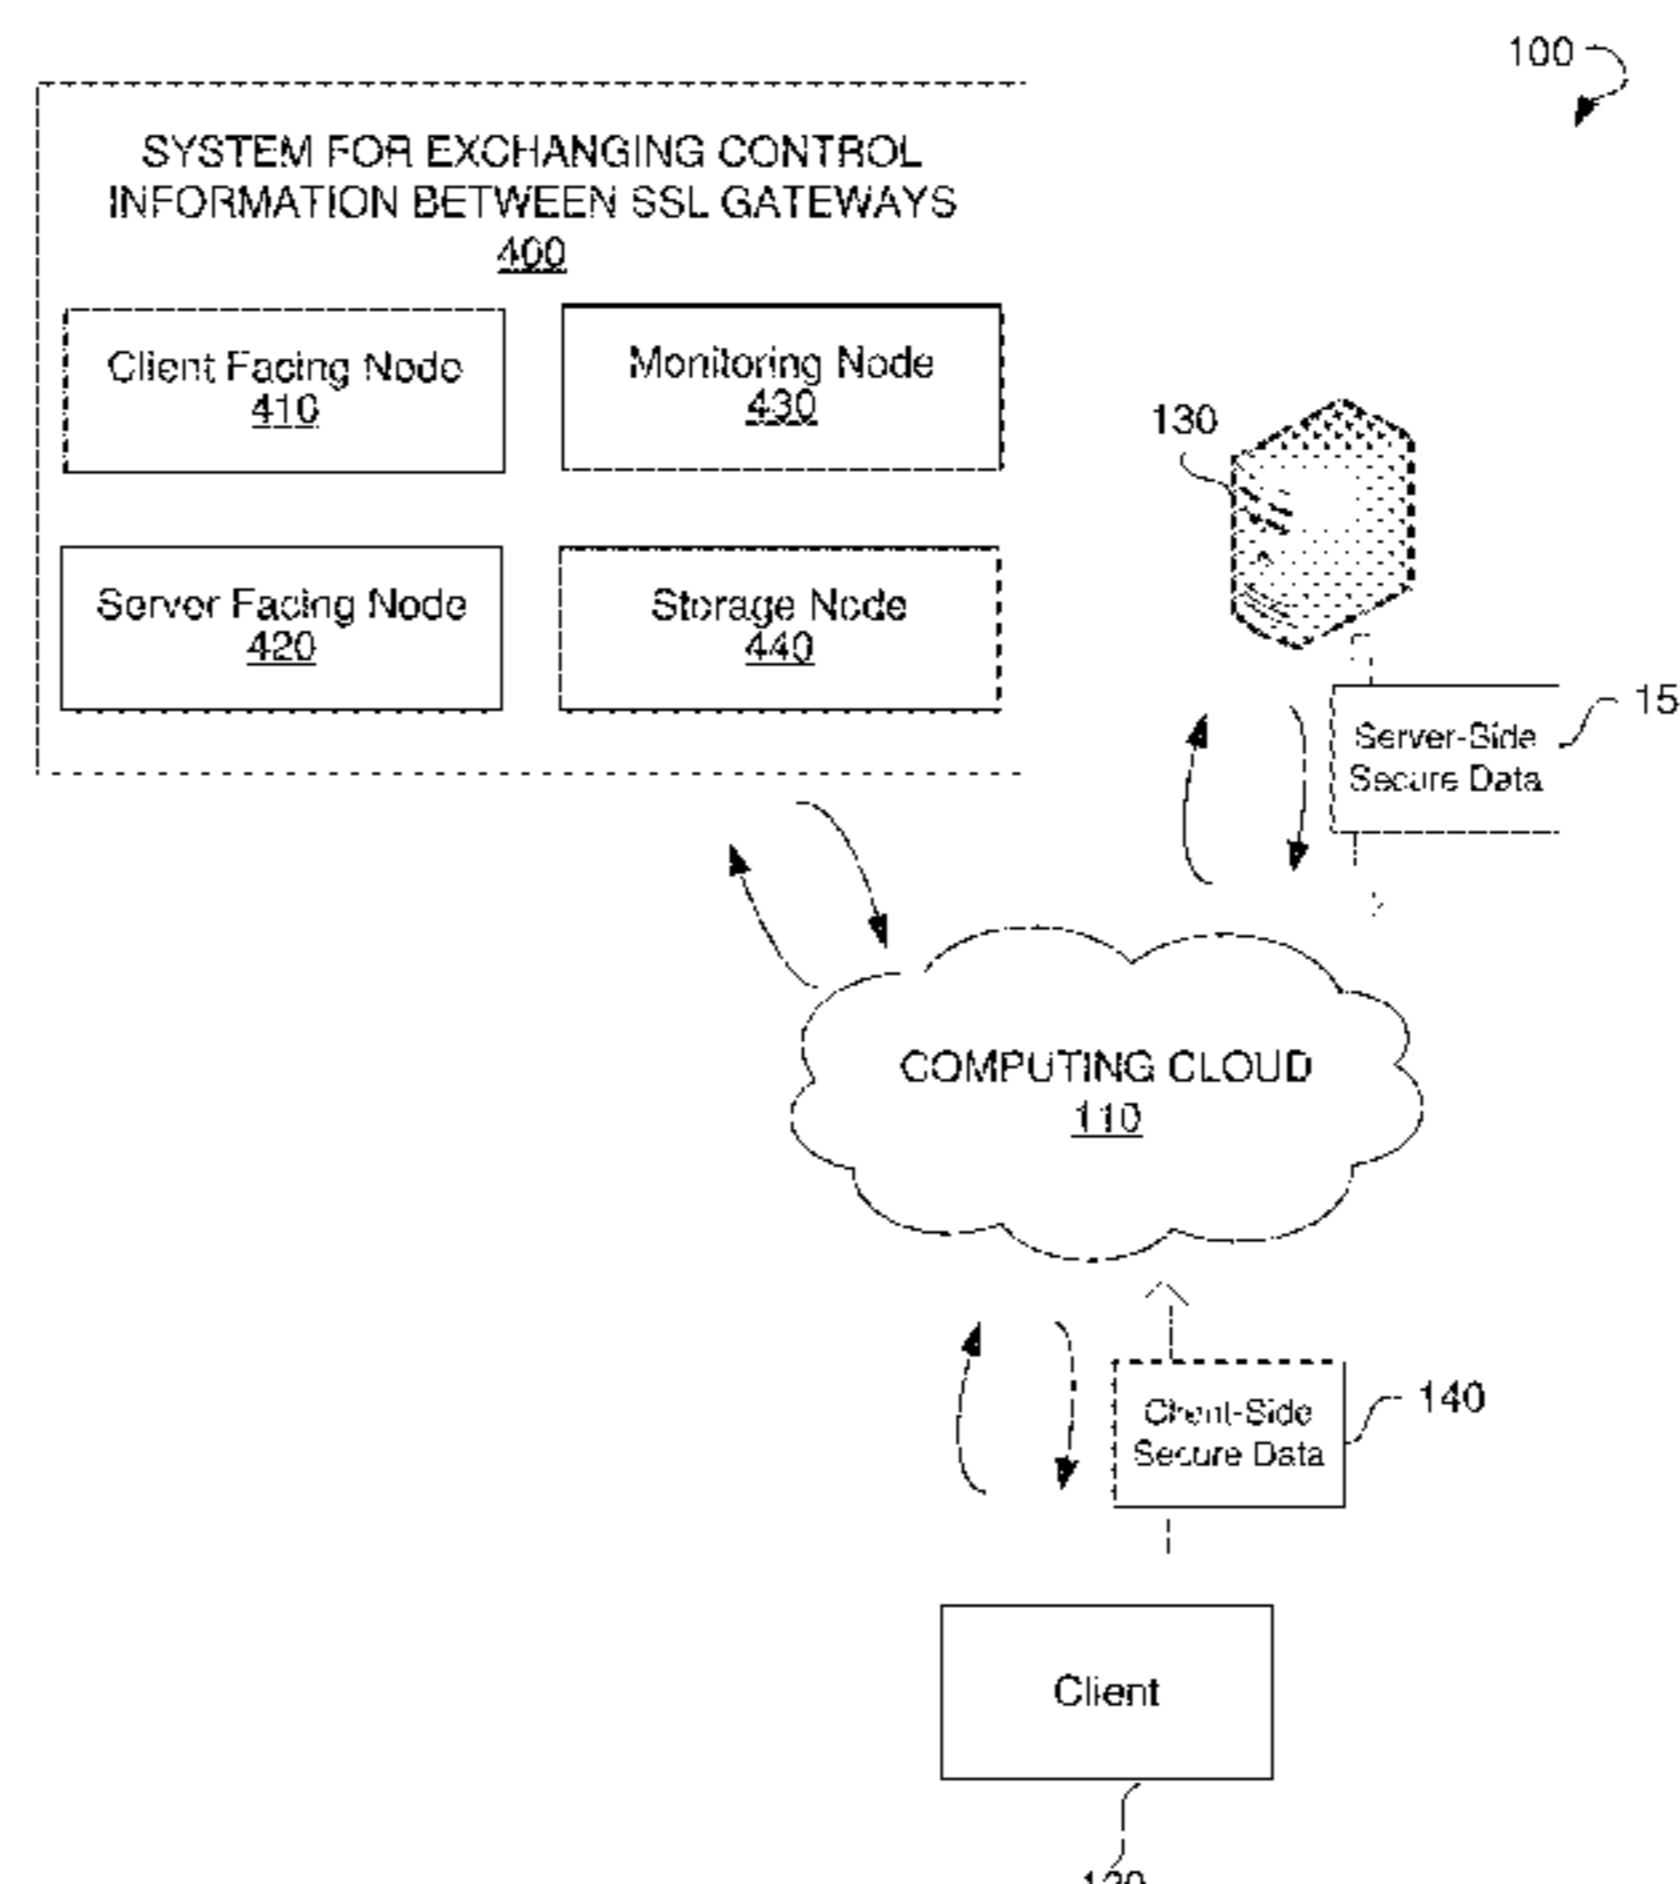 100
SYSTEM FOR EXCHANGING CONTROL
INFORMATION BETWEEN SSL GATEWAYS
400
Client Facing Node
410
Monitoring Node
430
130
Server Facing Node
420
Storage Node
440
15
Server-Side
Secure Data
COMPUTING CLOUD
110
Client-Side
Secure Data
140
Client